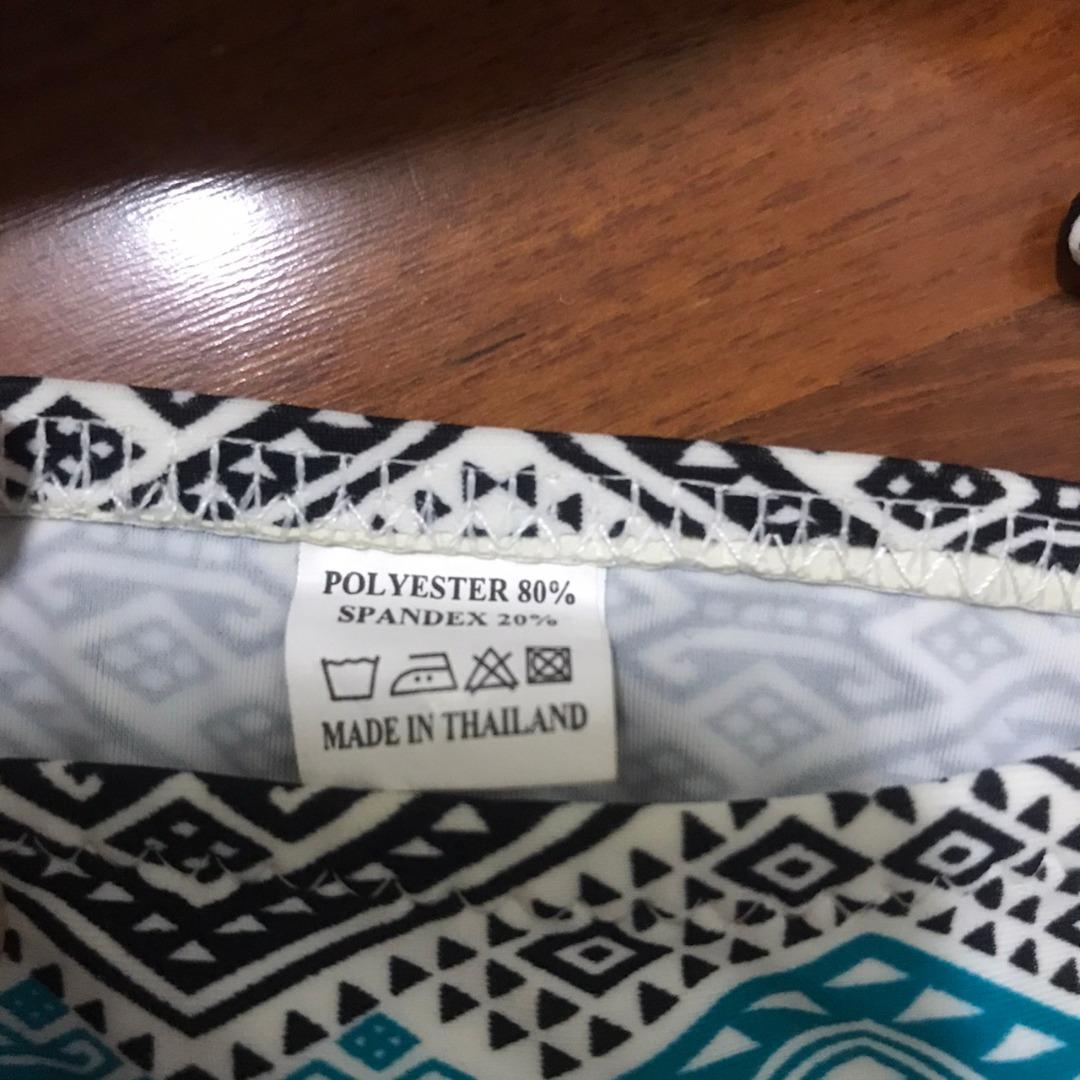 POLYESTER 80%
SPANDEX 20%
MADE IN THAILAND